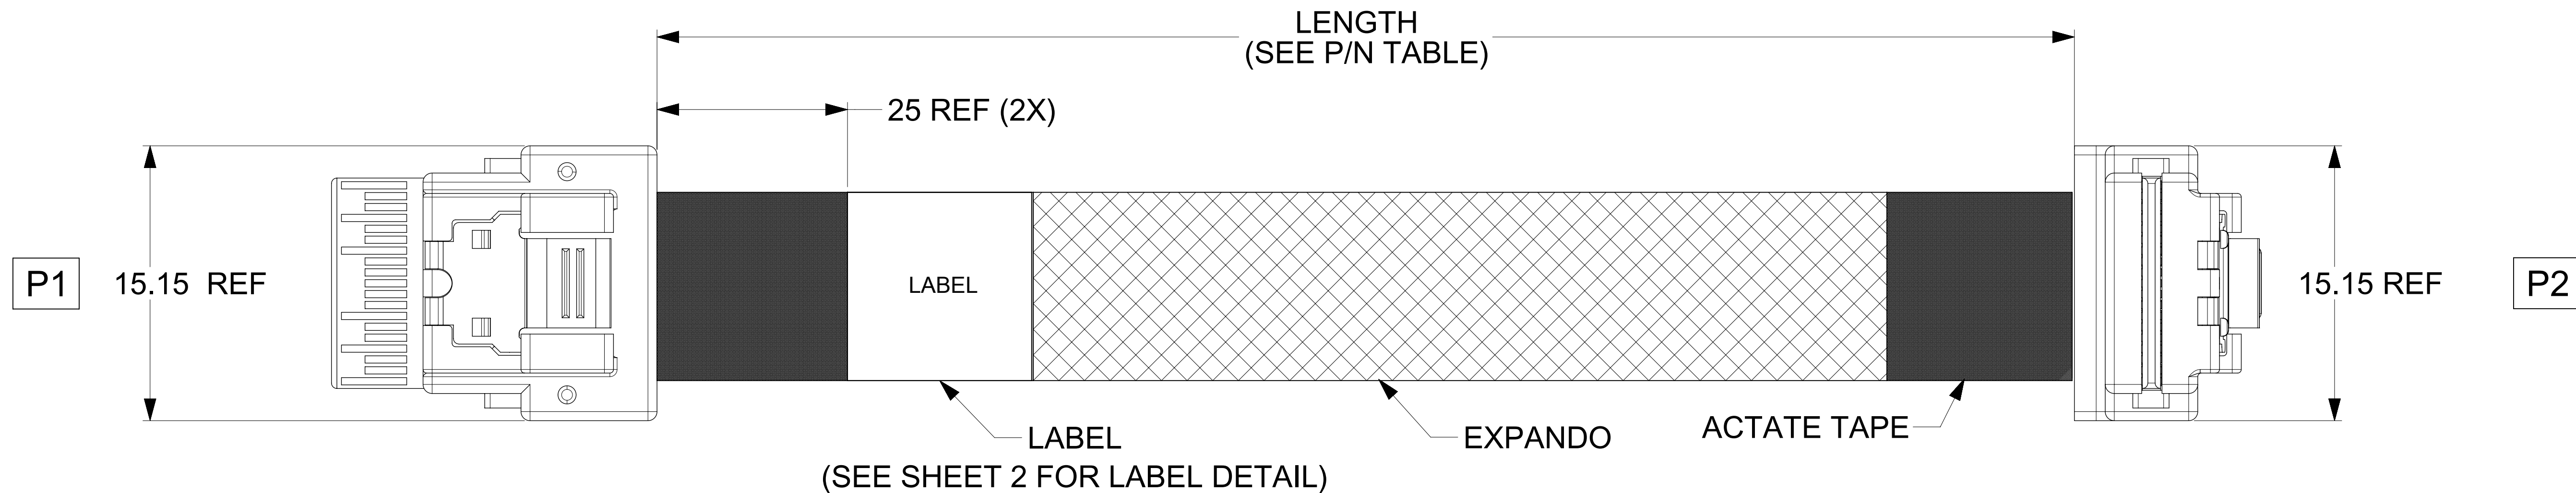 LENGTH
(SEE P/N TABLE)
25 REF (2X)
P1
15.15 REF
LABEL
15.15 REF
P2
LABEL
(SEE SHEET 2 FOR LABEL DETAIL)
EXPANDO
ACTATE TAPE